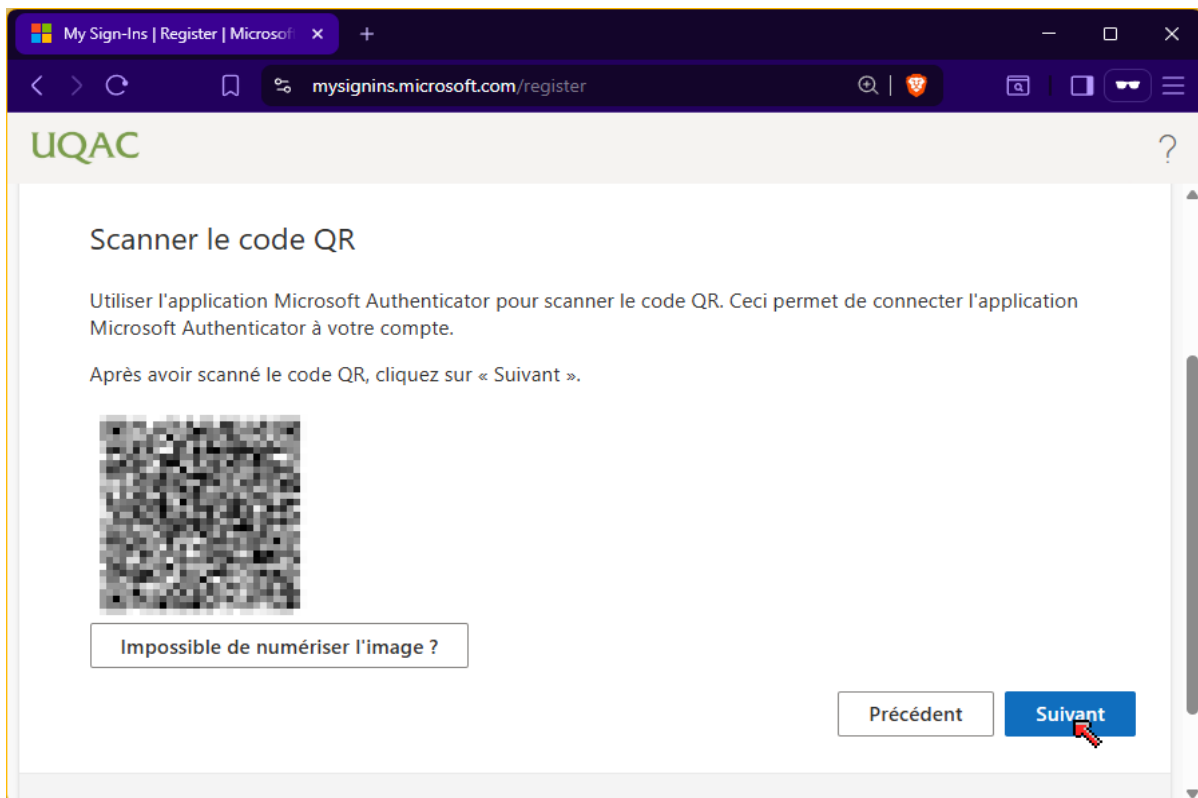 My Sign-Ins | Register | Microsof
mysignins.microsoft.com/register
UQAC
?
Scanner le code QR
Utiliser l'application Microsoft Authenticator pour scanner le code QR. Ceci permet de connecter l'application
Microsoft Authenticator à votre compte.
Après avoir scanné le code QR, cliquez sur « Suivant ».
Impossible de numériser l'image ?
Précédent
Suivant